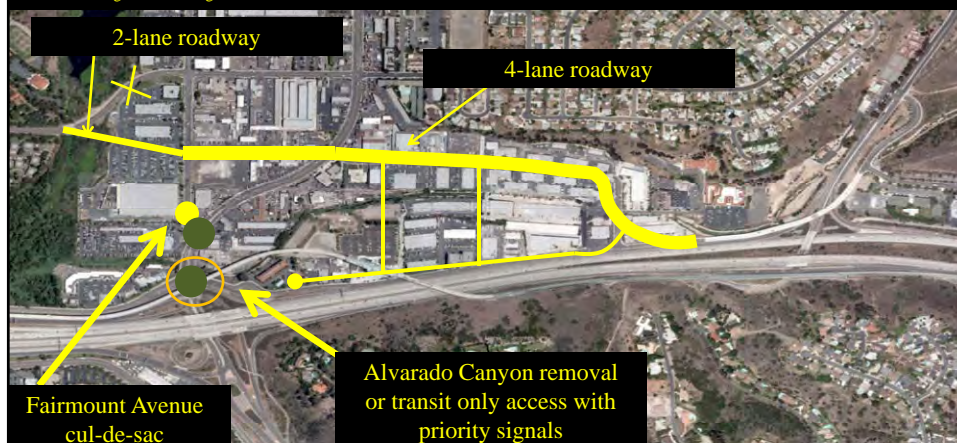 2-lane roadway
4-lane roadway
Fairmount Avenue
cul-de-sac
Alvarado Canyon removal
or transit only access with
priority signals